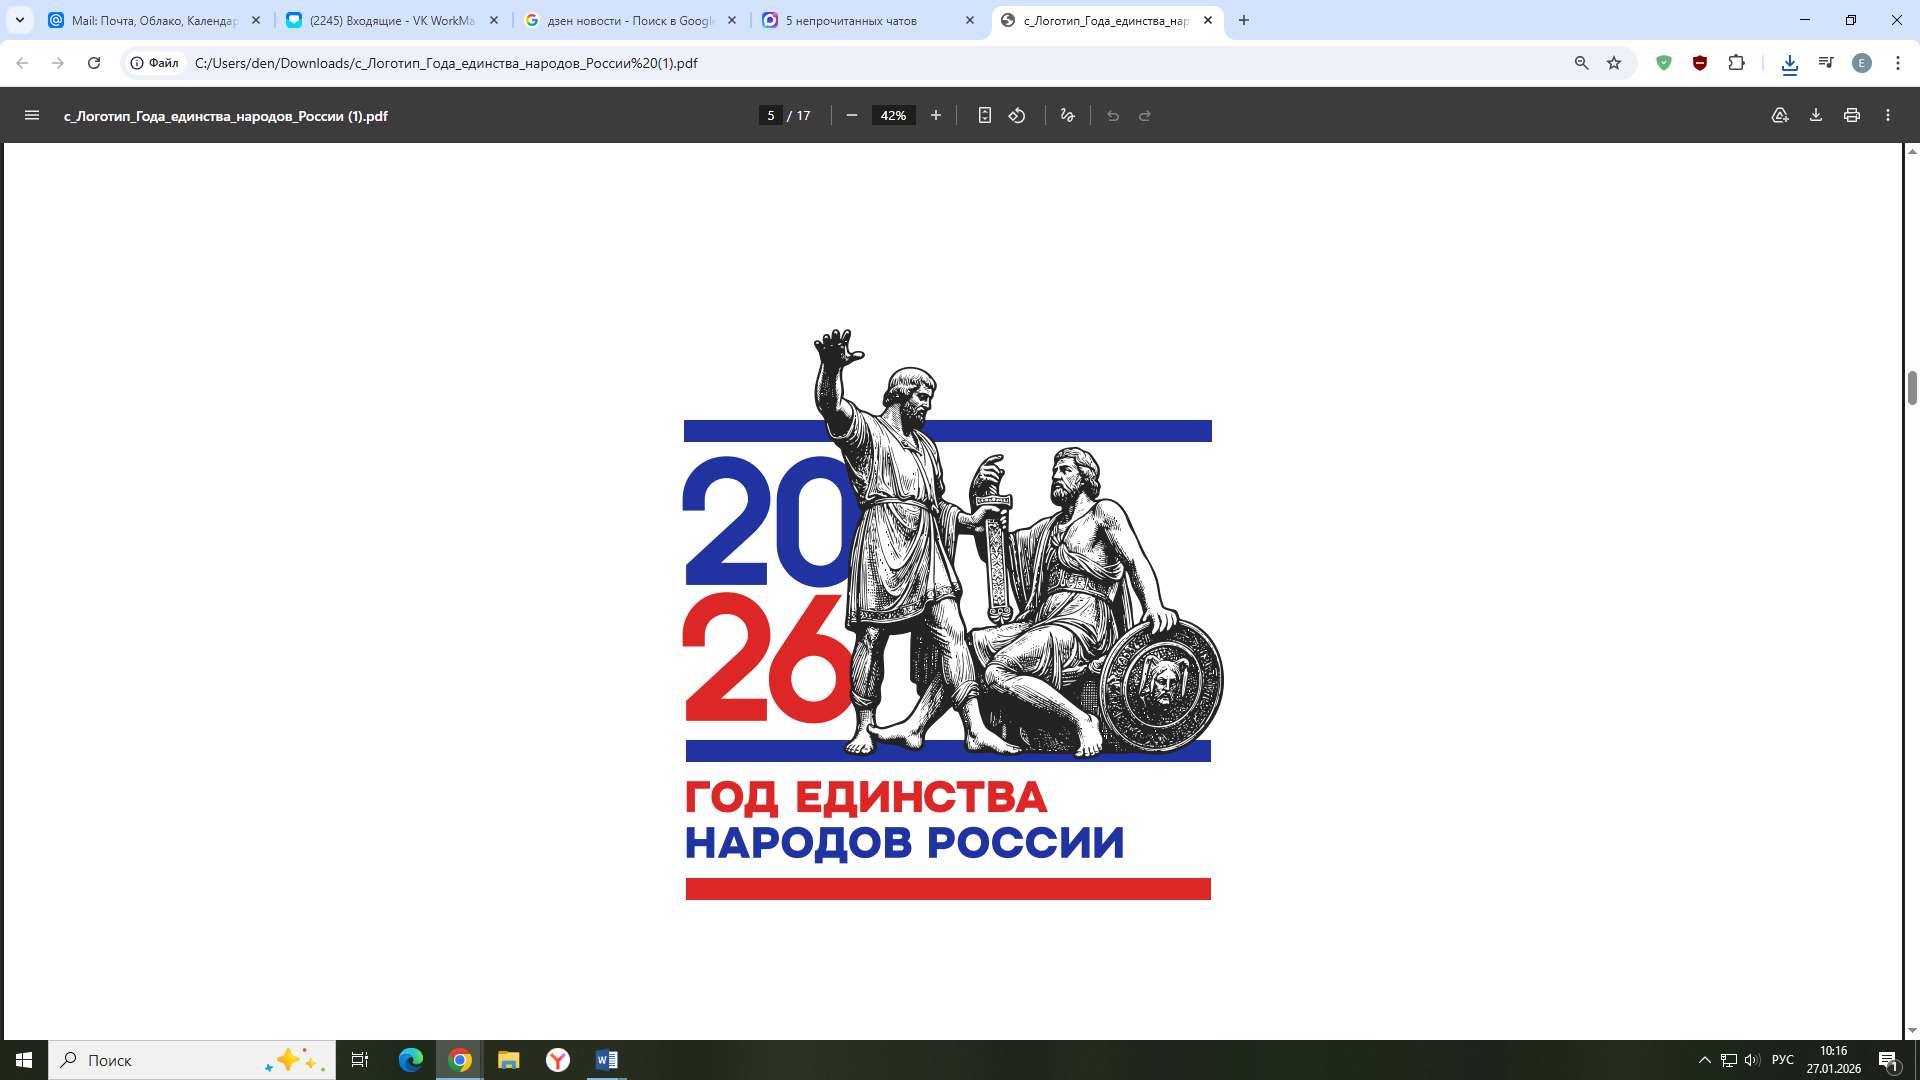 Mail: Почта, Облако, Календар
(2245) Входящие - VK WorkMa
дзен новости - Поиск в Google
5 непрочитанных чатов
с_Логотип_Года_единства_нар
Файл
C:/Users/den/Downloads/с_Логотип_Года_единства_народов_России%20(1).pdf
E
с_Логотип_Года_единства_народов_России (1).pdf
5 / 17
42%
20
26
ГОД ЕДИНСТВА
НАРОДОВ РОССИИ
Поиск
РУС
10:16
27.01.2026
1